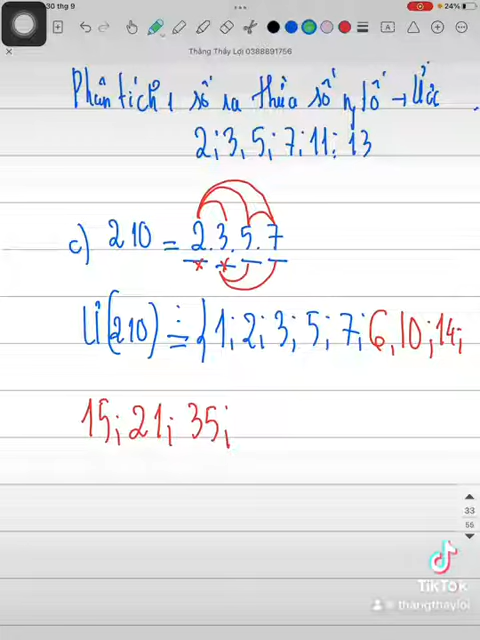 30 thg 9
24%
Thăng Thầy Lợi 0388891756
Phân tích 1 số ra thừa số n tố → Ước
2; 3, 5; 7; 11; 13
c) 210 = 2.3.5.7
Ư(210) = { 1; 2; 3; 5; 7; 6, 10; 14;
15; 21; 35;
33
56
TikTok
@thangthayloi